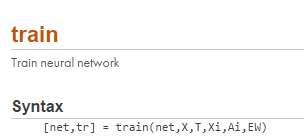 train
Train neural network
Syntax
[net,tr] = train(net,X,T,Xi,Ai,EW)